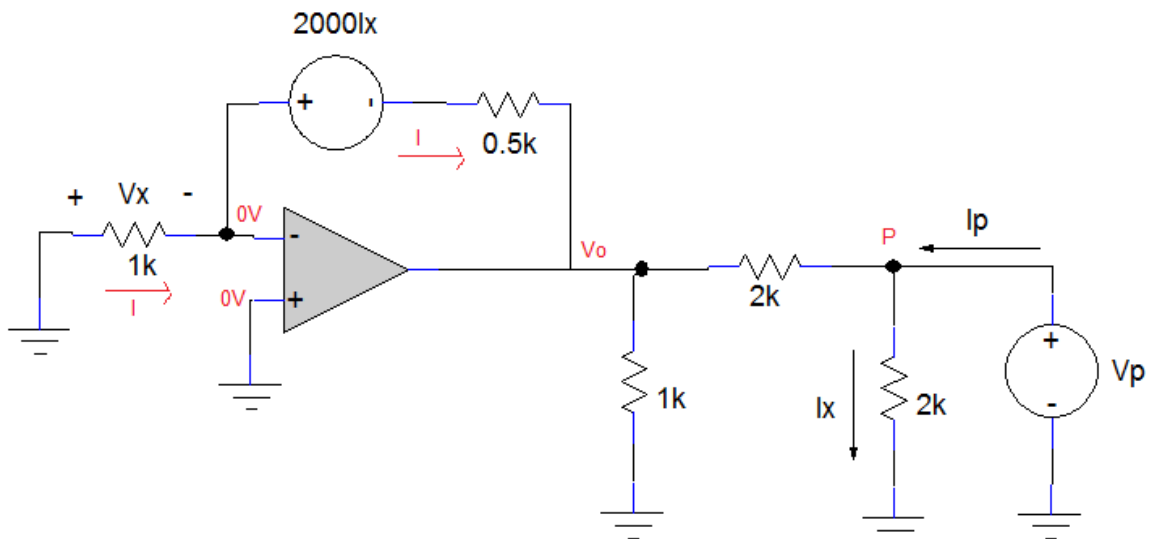 2000Ix
+ -
I
0.5k
+ Vx -
0V
-
1k
I
0V
+
Vo
2k
P
Ip
1k
Ix
2k
+
-
Vp